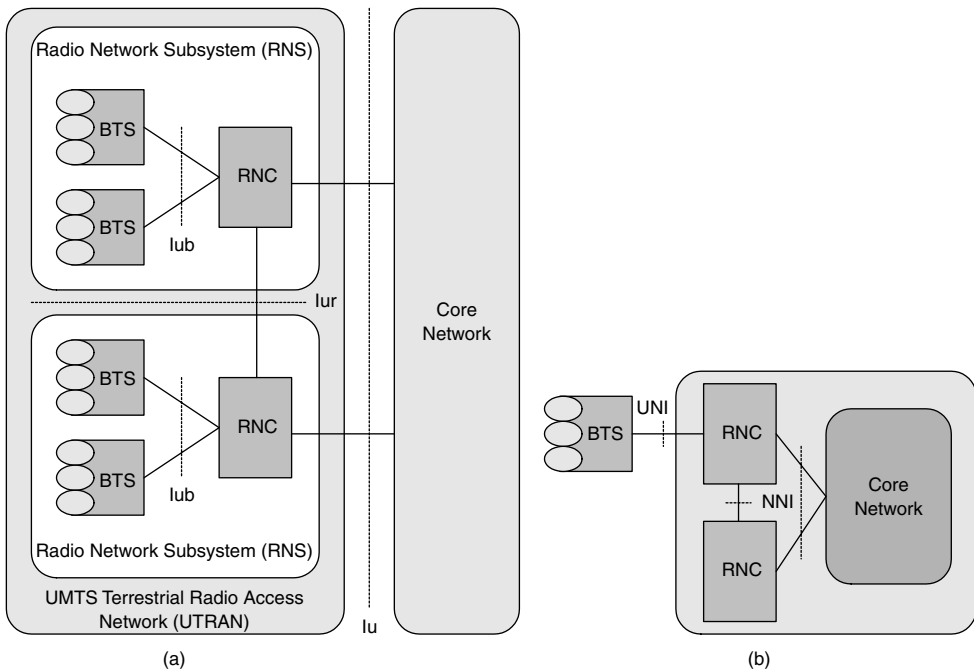 Radio Network Subsystem (RNS)
BTS
BTS
Iub
RNC
Iur
BTS
BTS
Iub
RNC
Radio Network Subsystem (RNS)
UMTS Terrestrial Radio Access
Network (UTRAN)
Iu
Core
Network
(a)
BTS
UNI
RNC
NNI
RNC
Core
Network
(b)